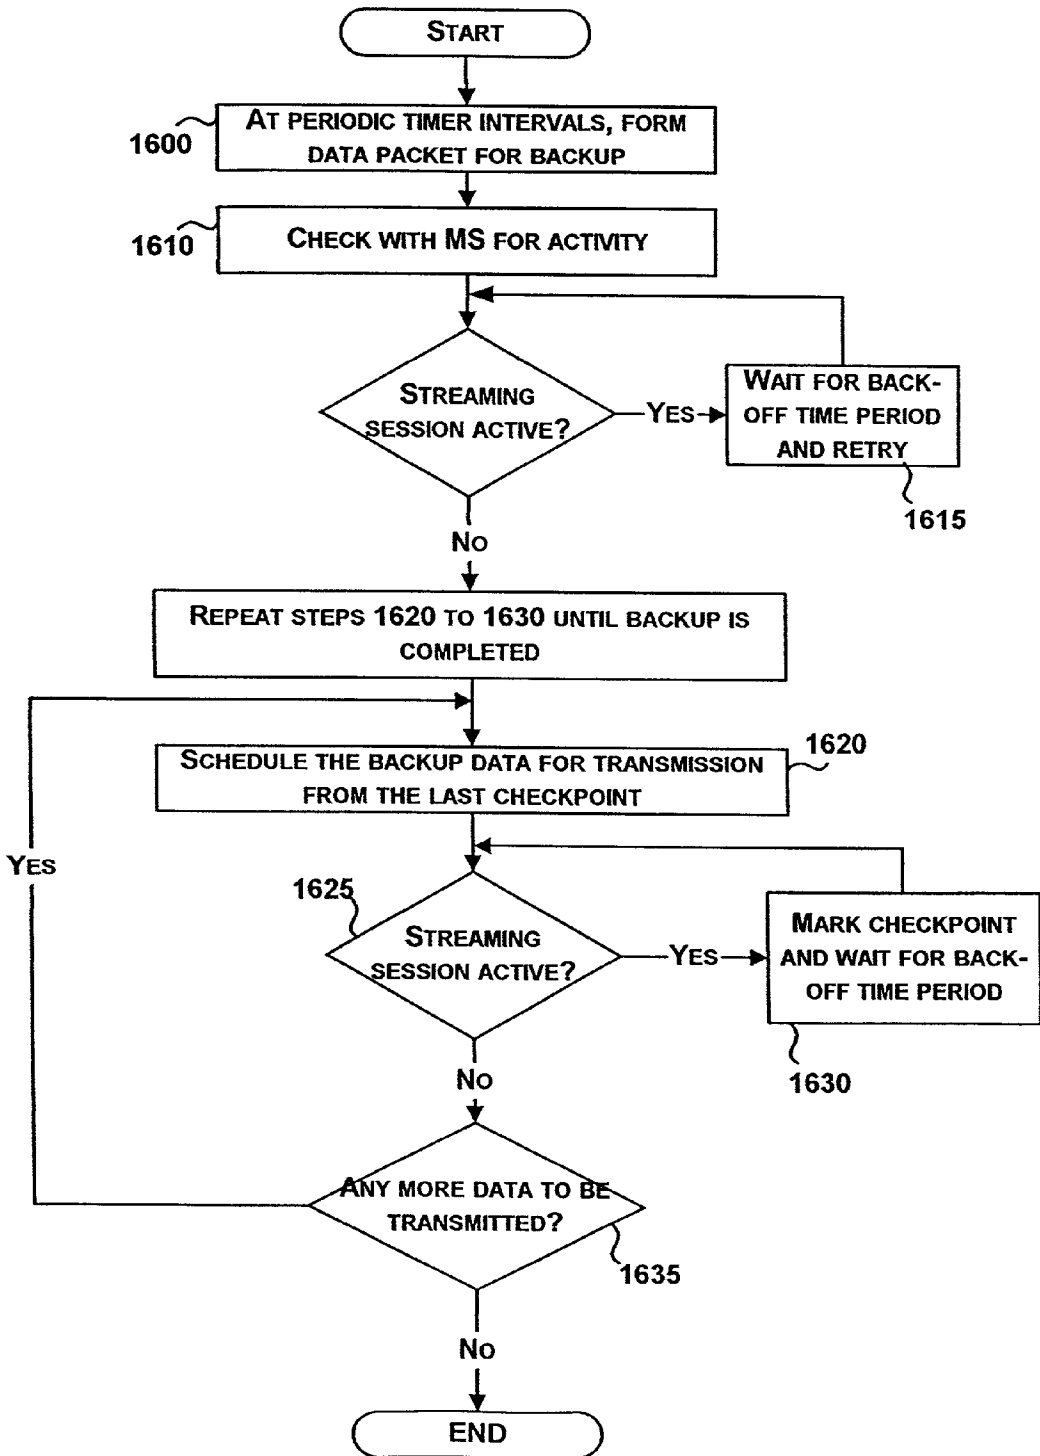 START
AT PERIODIC TIMER INTERVALS, FORM
DATA PACKET FOR BACKUP
1600
CHECK WITH MS FOR ACTIVITY
1610
STREAMING
SESSION ACTIVE?
YES
WAIT FOR BACK-
OFF TIME PERIOD
AND RETRY
1615
NO
REPEAT STEPS 1620 TO 1630 UNTIL BACKUP IS
COMPLETED
1620
SCHEDULE THE BACKUP DATA FOR TRANSMISSION
FROM THE LAST CHECKPOINT
YES
1625
STREAMING
SESSION ACTIVE?
YES
MARK CHECKPOINT
AND WAIT FOR BACK-
OFF TIME PERIOD
1630
NO
ANY MORE DATA TO BE
TRANSMITTED?
1635
NO
END